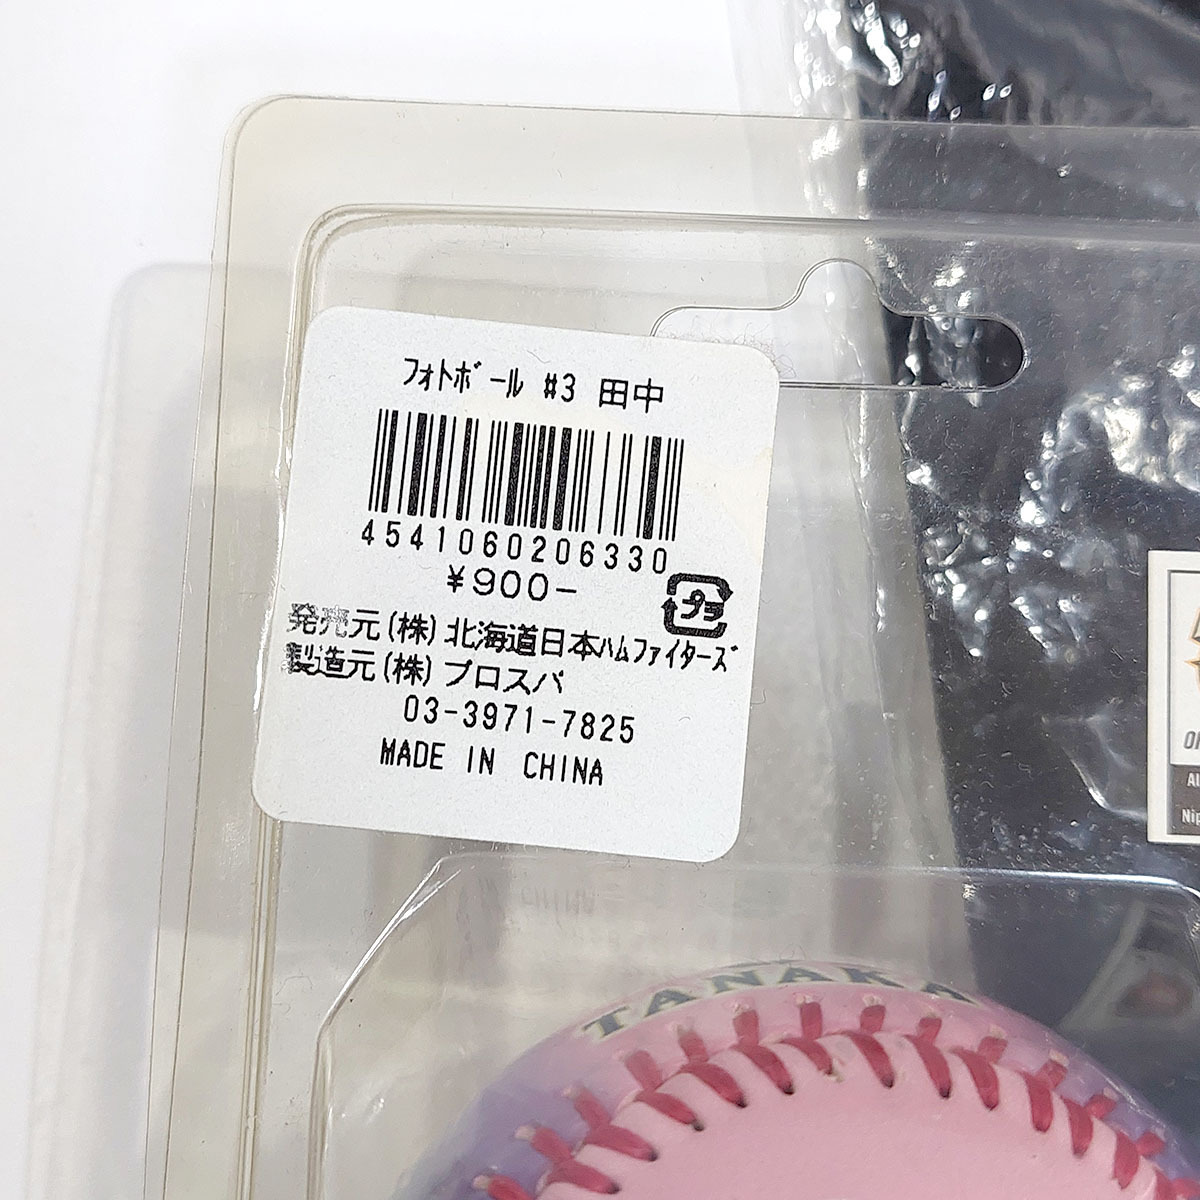 ﾌｫﾄﾎﾞｰﾙ #3 田中
4541060206330
¥900-
プラ
発売元(株)北海道日本ﾊﾑﾌｧｲﾀｰｽﾞ
製造元(株)プロスパ
03-3971-7825
MADE IN CHINA
TANAKA